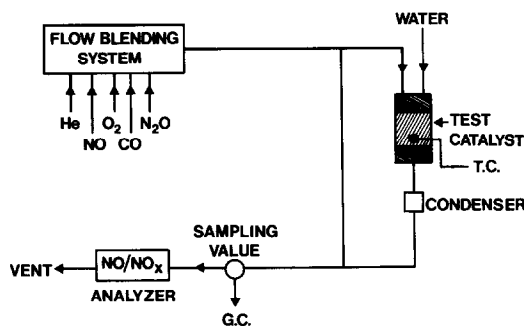 WATER
FLOW BLENDING
SYSTEM
He
NO
O₂
CO
N₂O
TEST
CATALYST
T.C.
CONDENSER
SAMPLING
VALUE
VENT
NO/NOx
ANALYZER
G.C.